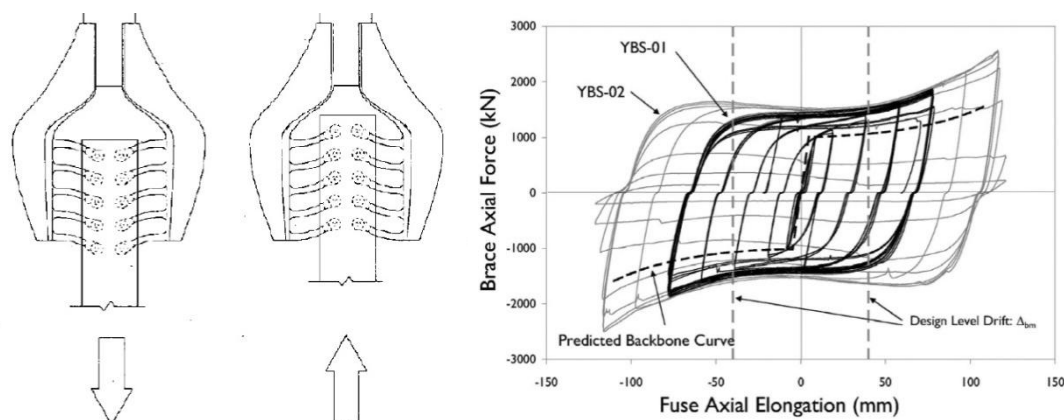 3000
2000
1000
0
-1000
-2000
-3000
Brace Axial Force (kN)
YBS-01
YBS-02
Predicted Backbone Curve
Design Level Drift: Δbm
-150
-100
-50
0
50
100
150
Fuse Axial Elongation (mm)